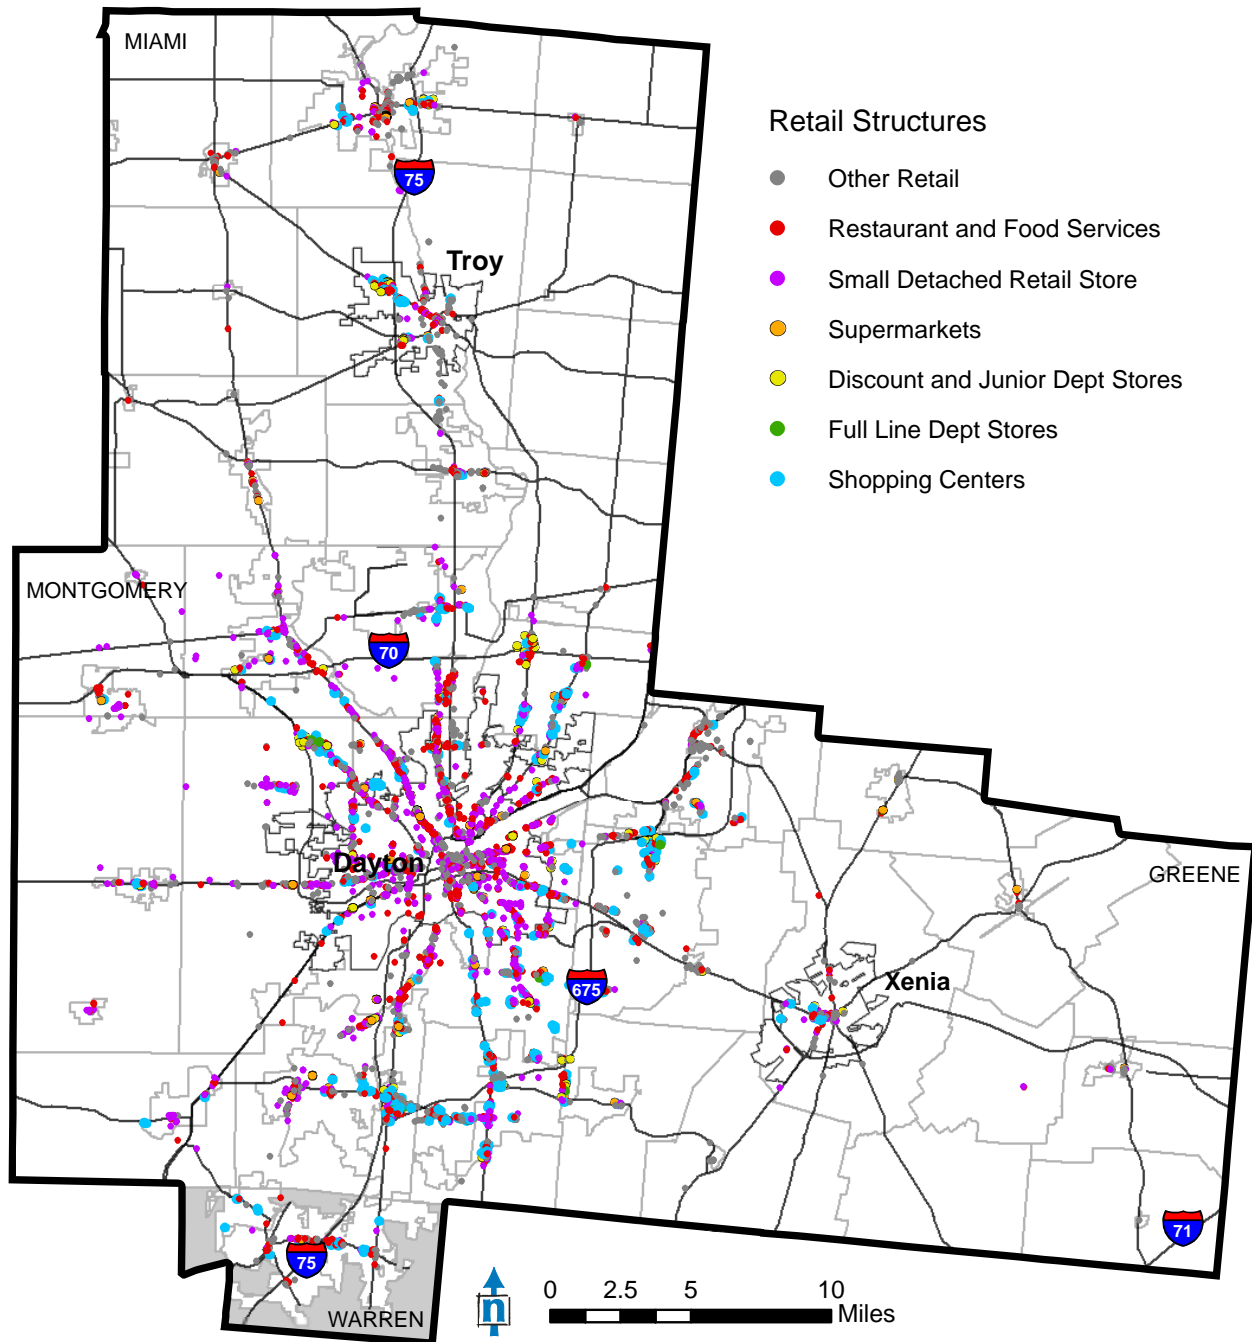 MIAMI
75
Troy
Retail Structures
Other Retail
Restaurant and Food Services
Small Detached Retail Store
Supermarkets
Discount and Junior Dept Stores
Full Line Dept Stores
Shopping Centers
MONTGOMERY
70
Dayton
GREENE
675
Xenia
71
75
WARREN
n
0 2.5 5 10
Miles